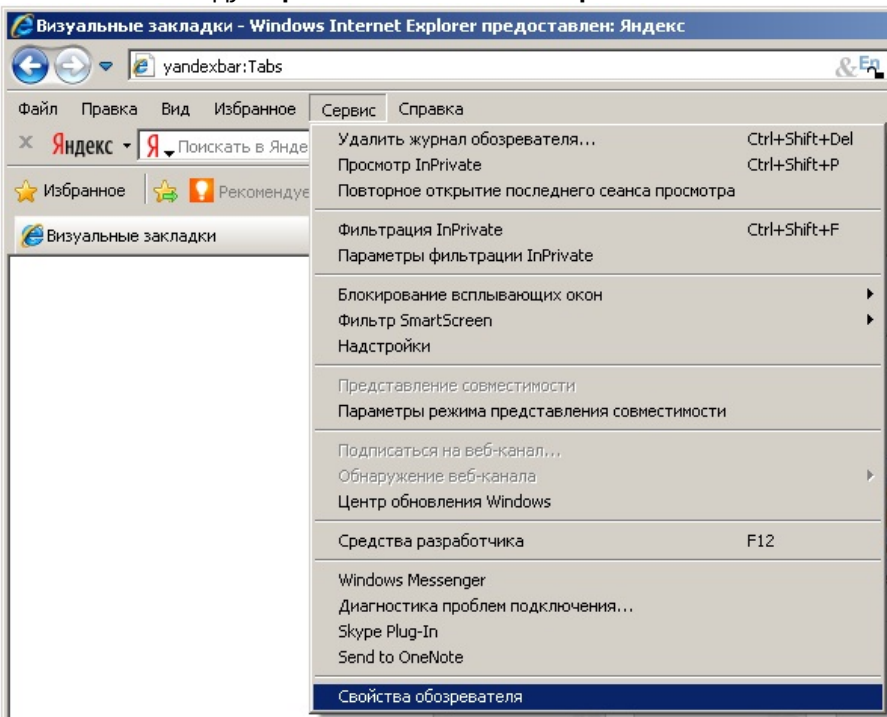 Визуальные закладки - Windows Internet Explorer предоставлен: Яндекс
yandexbar:Tabs
En
Файл Правка Вид Избранное Сервис Справка
Яндекс Я Поискать в Янде
Избранное Рекомендуе
Визуальные закладки
Удалить журнал обозревателя... Ctrl+Shift+Del
Просмотр InPrivate Ctrl+Shift+P
Повторное открытие последнего сеанса просмотра
Фильтрация InPrivate Ctrl+Shift+F
Параметры фильтрации InPrivate
Блокирование всплывающих окон
Фильтр SmartScreen
Надстройки
Представление совместимости
Параметры режима представления совместимости
Подписаться на веб-канал...
Обнаружение веб-канала
Центр обновления Windows
Средства разработчика F12
Windows Messenger
Диагностика проблем подключения...
Skype Plug-In
Send to OneNote
Свойства обозревателя